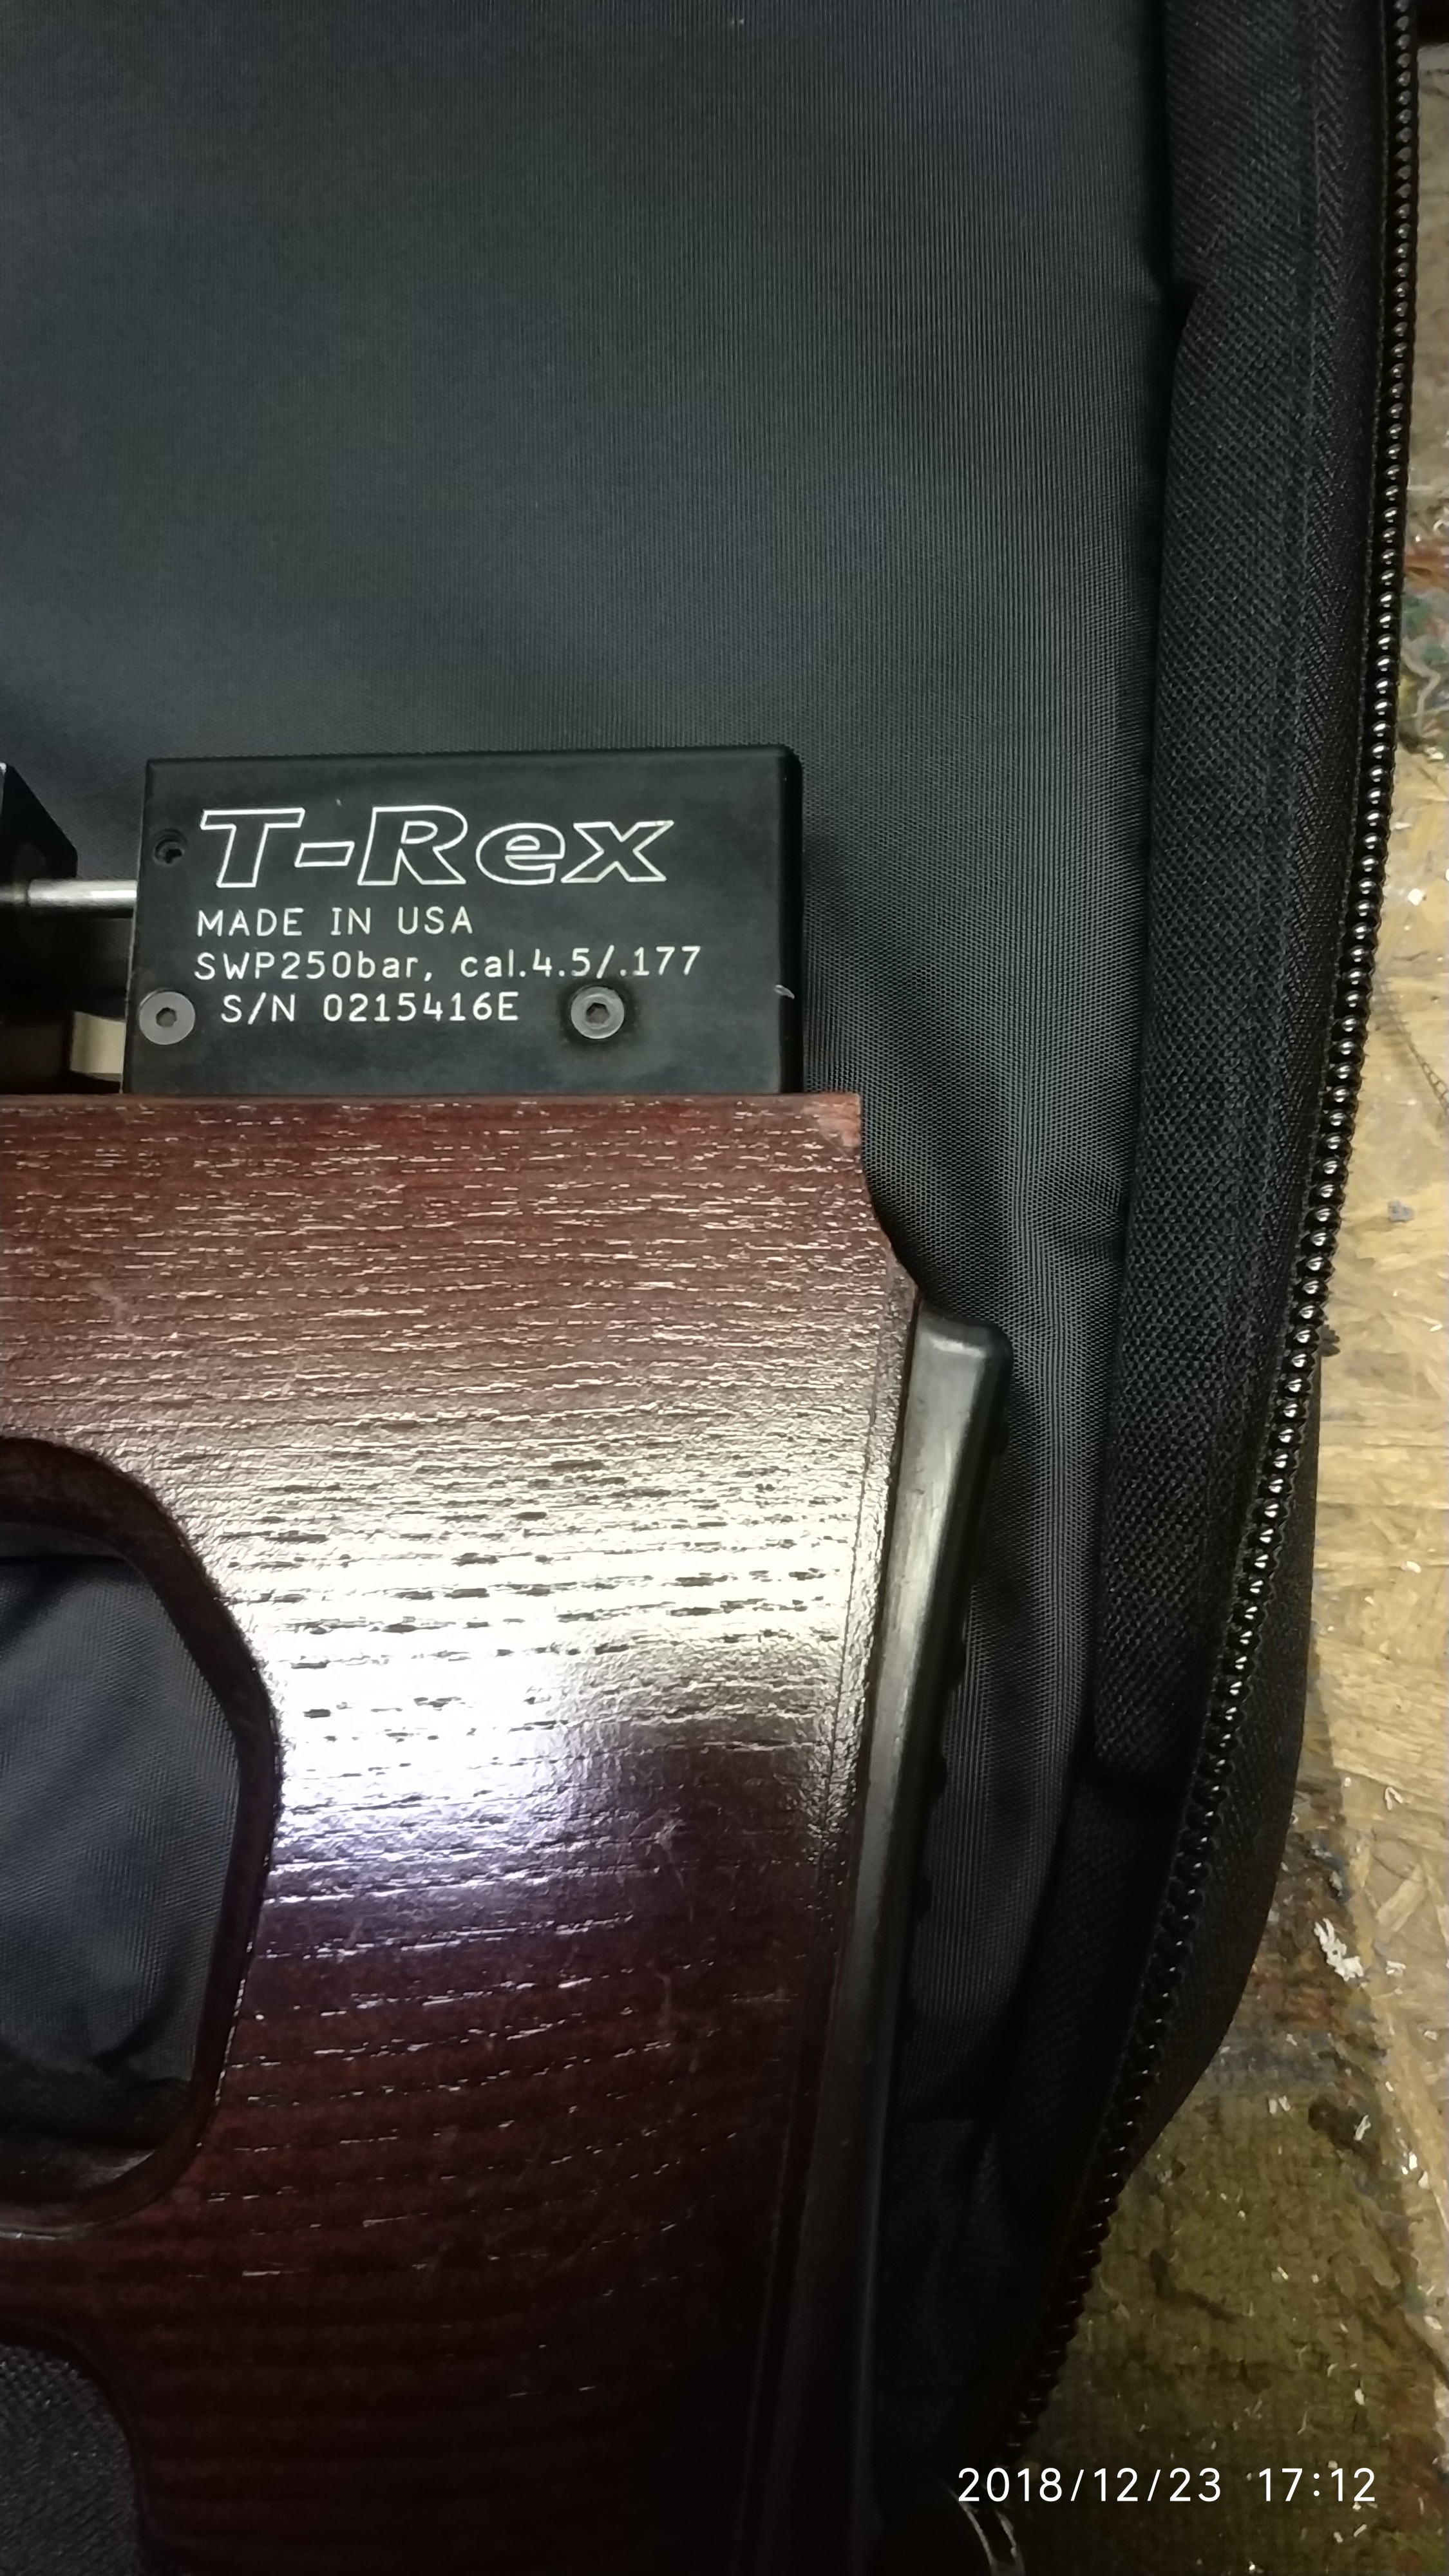 T-Rex
MADE IN USA
SWP250bar, cal.4.5/.177
S/N 0215416E
2018/12/23 17:12